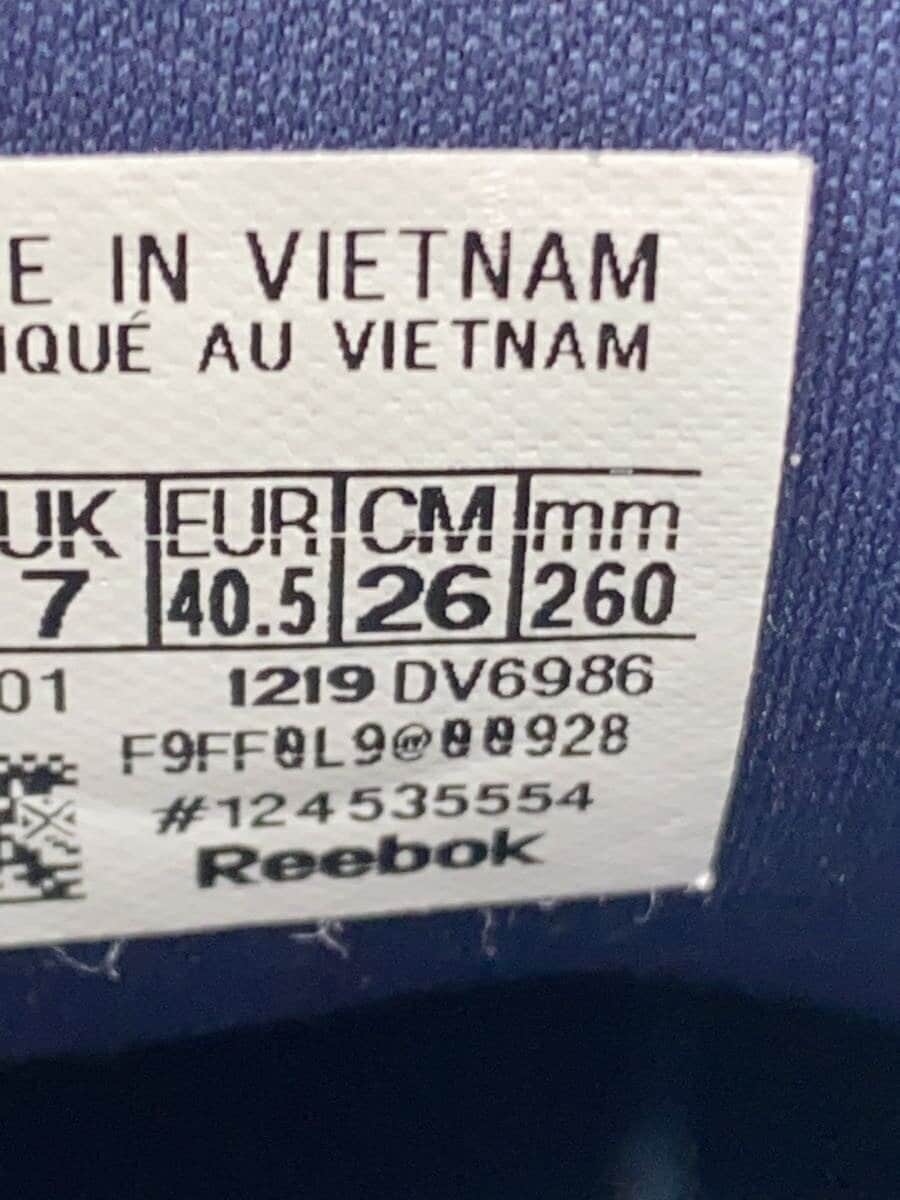 E IN VIETNAM
IQUÉ AU VIETNAM
UK EUR CM mm
7 40.5 26 260
01 1219 DV6986
#124535554
Reebok